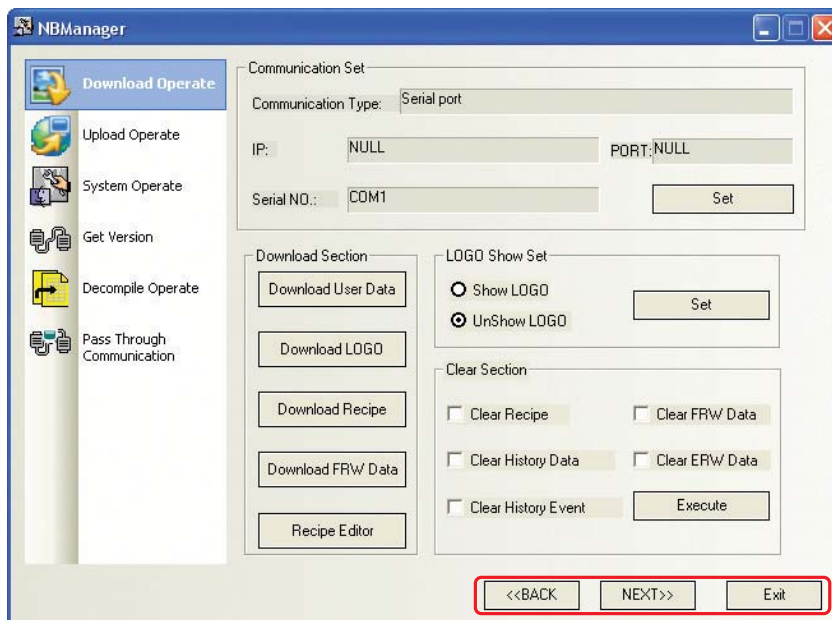 NBManager
Download Operate
Upload Operate
System Operate
Get Version
Decompile Operate
Pass Through
Communication
Communication Set
Communication Type: Serial port
IP: NULL PORT: NULL
Serial NO.: COM1 Set
Download Section
Download User Data
Download LOGO
Download Recipe
Download FRW Data
Recipe Editor
LOGO Show Set
Show LOGO
UnShow LOGO
Set
Clear Section
Clear Recipe Clear FRW Data
Clear History Data Clear ERW Data
Clear History Event Execute
<<BACK NEXT>> Exit